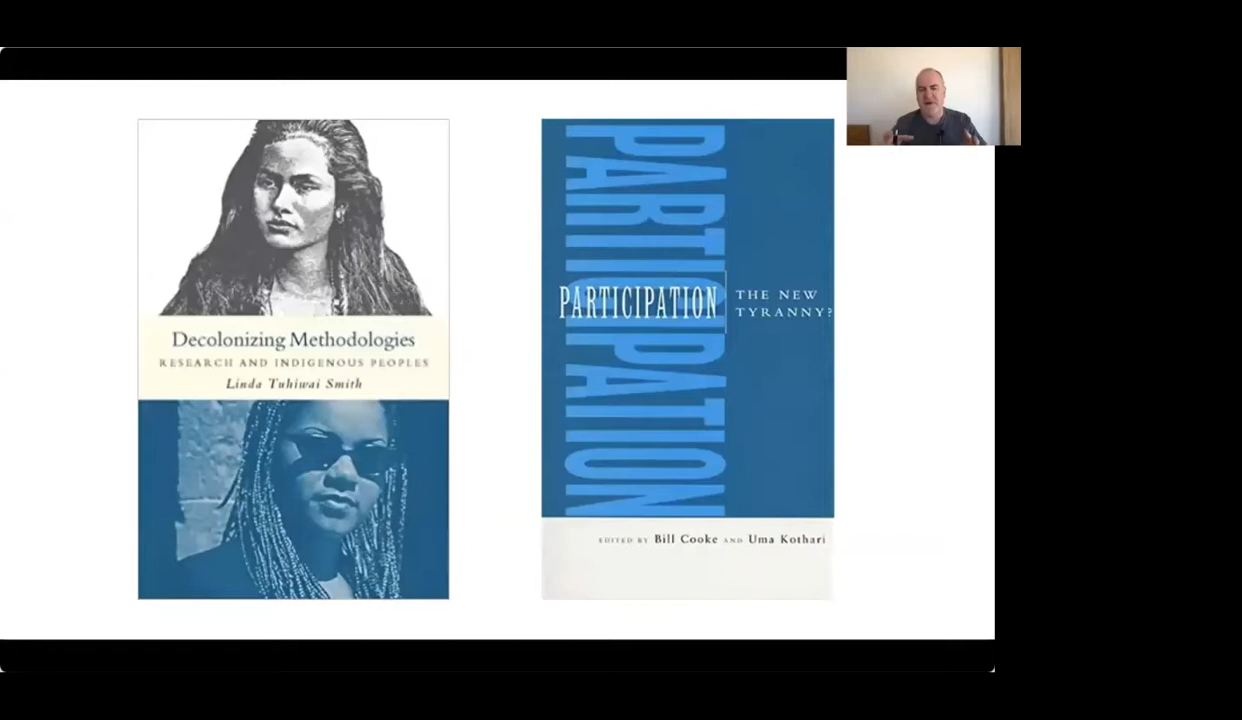 Decolonizing Methodologies
RESEARCH AND INDIGENOUS PEOPLES
Linda Tuhiwai Smith
PARTICIPATION
PARTICIPATION
THE NEW
TYRANNY?
EDITED BY Bill Cooke AND Uma Kothari